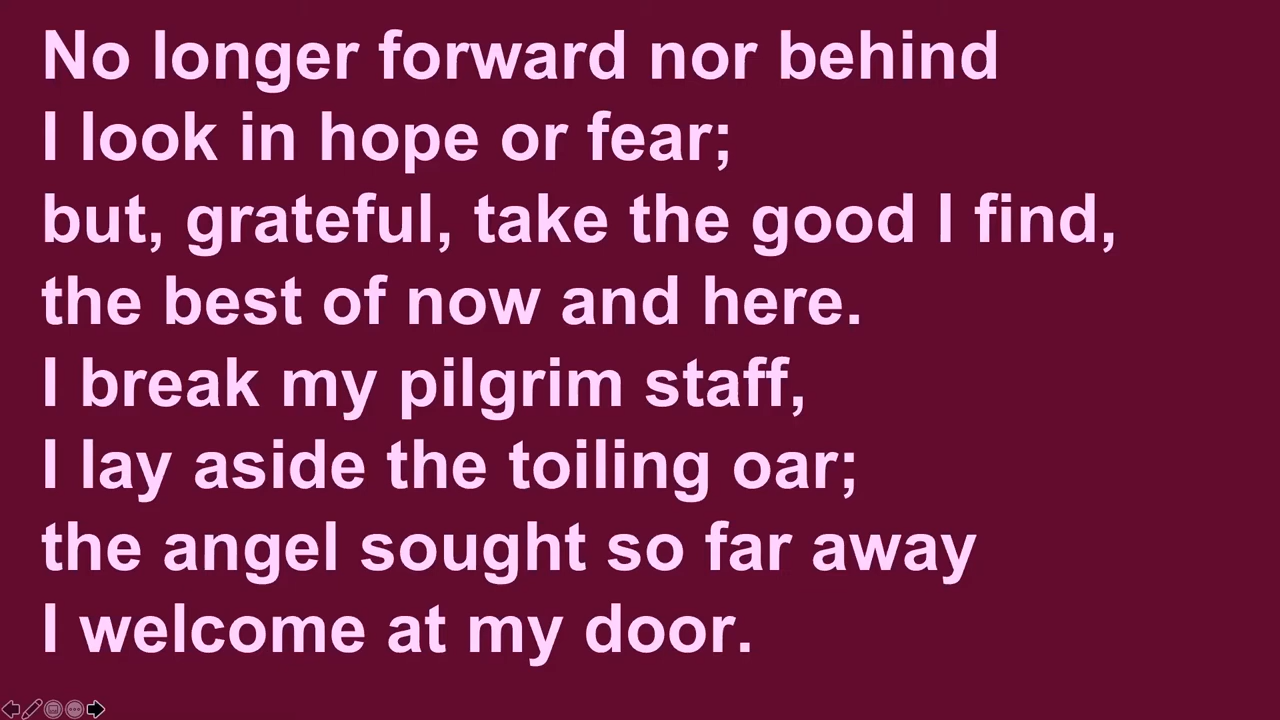 No longer forward nor behind
I look in hope or fear;
but, grateful, take the good I find,
the best of now and here.
I break my pilgrim staff,
I lay aside the toiling oar;
the angel sought so far away
I welcome at my door.